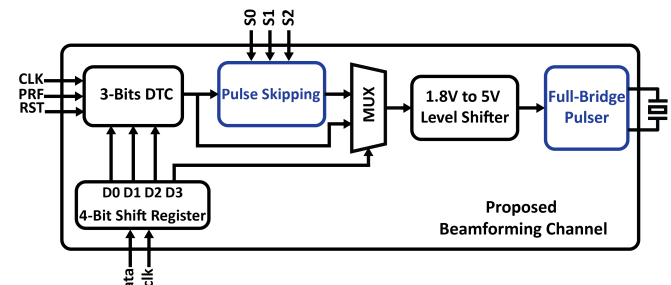 S0 S1 S2
CLK
PRF
RST
3-Bits DTC
Pulse Skipping
MUX
1.8V to 5V
Level Shifter
Full-Bridge
Pulser
D0 D1 D2 D3
4-Bit Shift Register
Proposed
Beamforming Channel
clk